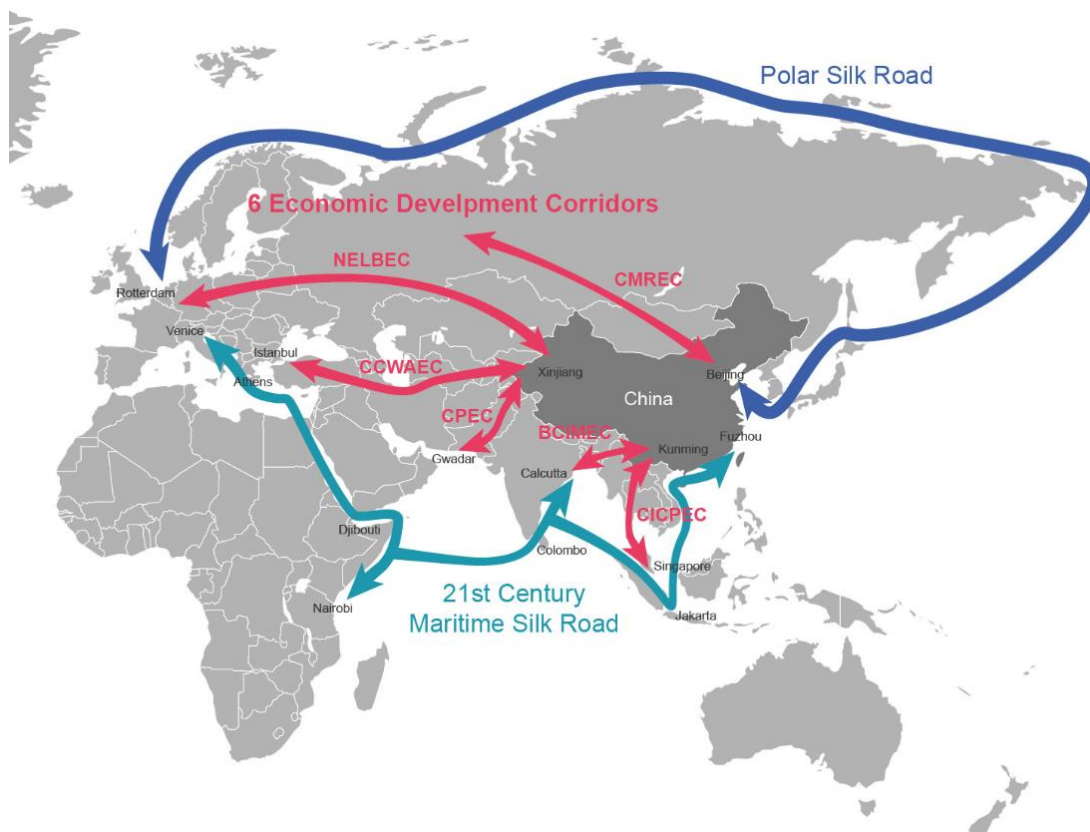 Polar Silk Road
6 Economic Develpment Corridors
NELBEC
CMREC
Rotterdam
Venice
Istanbul
Athens
CCWAEC
Xinjiang
Beijing
China
CPEC
BCIMEC
Fuzhou
Gwadar
Kunming
Calcutta
CICPEC
Djibouti
Colombo
Singapore
Nairobi
21st Century
Maritime Silk Road
Jakarta